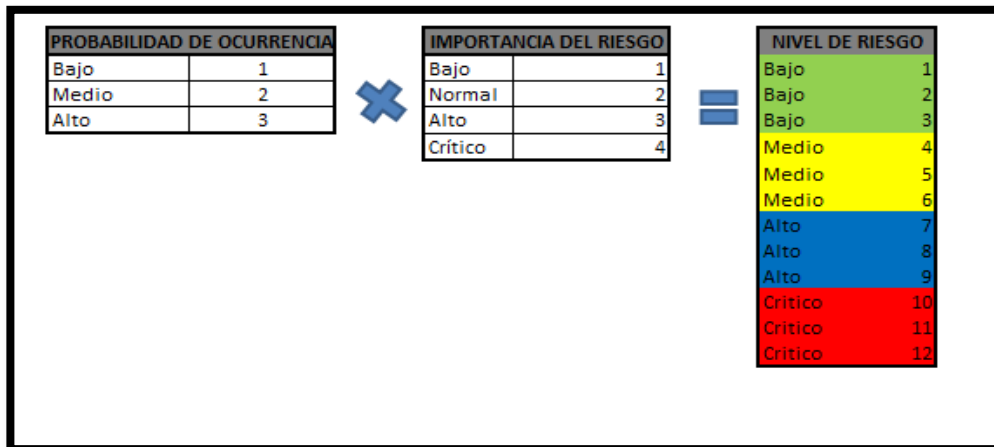 PROBABILIDAD DE OCURRENCIA
Bajo 1
Medio 2
Alto 3
IMPORTANCIA DEL RIESGO
Bajo 1
Normal 2
Alto 3
Crítico 4
NIVEL DE RIESGO
Bajo 1
Bajo 2
Bajo 3
Medio 4
Medio 5
Medio 6
Alto 7
Alto 8
Alto 9
Critico 10
Critico 11
Critico 12